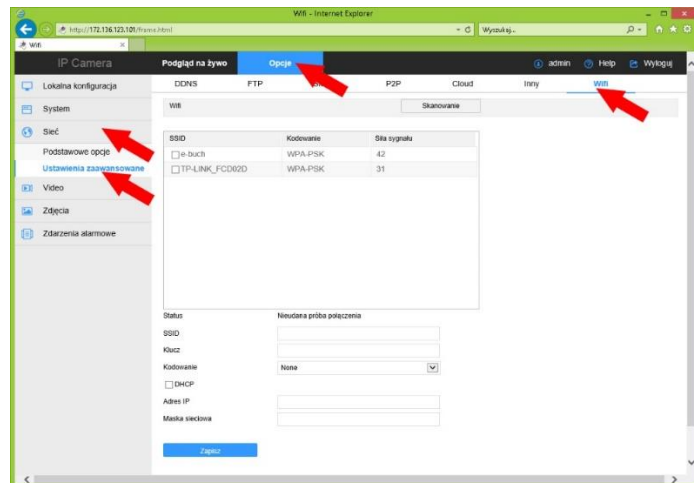 Wifi - Internet Explorer
http://172.136.123.101/frame.html
Wyszukaj...
Wifi
IP Camera
Podgląd na żywo
Opcje
admin
Help
Wyloguj
Lokalna konfiguracja
System
Sieć
Podstawowe opcje
Ustawienia zaawansowane
Video
Zdjęcia
Zdarzenia alarmowe
DDNS FTP P2P Cloud Inny Wifi
Wifi Skanowanie
SSID Kodowanie Siła sygnału
e-buch WPA-PSK 42
TP-LINK_FCD02D WPA-PSK 31
Status Nieudana próba połączenia
SSID
Klucz
Kodowanie None
DHCP
Adres IP
Maska sieciowa
Zapisz